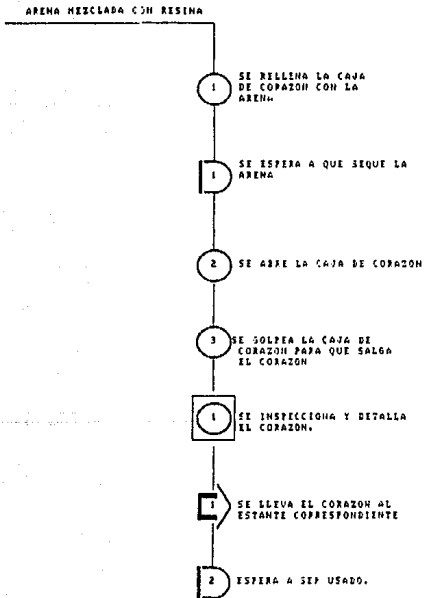 ARENA MEZCLADA CON RESINA
1 SE RELLENA LA CAJA
DE CORAZON CON LA
ARENA
1 SE ESPERA A QUE SEQUE LA
ARENA
2 SE ABRE LA CAJA DE CORAZON
3 SE GOLPEA LA CAJA DE
CORAZON PARA QUE SALGA
EL CORAZON
1 SE INSPECCIONA Y DETALLA
EL CORAZON.
1 SE LLEVA EL CORAZON AL
ESTANTE CORRESPONDIENTE
2 ESPERA A SER USADO.